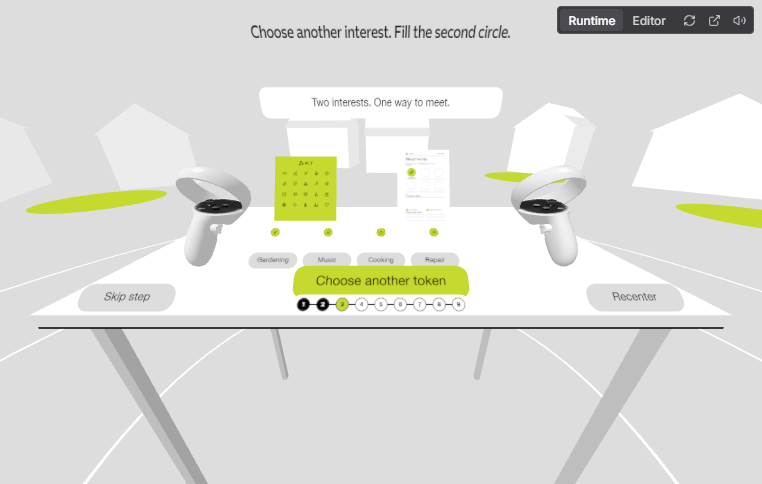 Runtime Editor
Choose another interest. Fill the second circle.
Two interests. One way to meet.
Gardening Music Cooking Repair
Choose another token
Skip step
Recenter
1 2 3 4 5 6 7 8 9